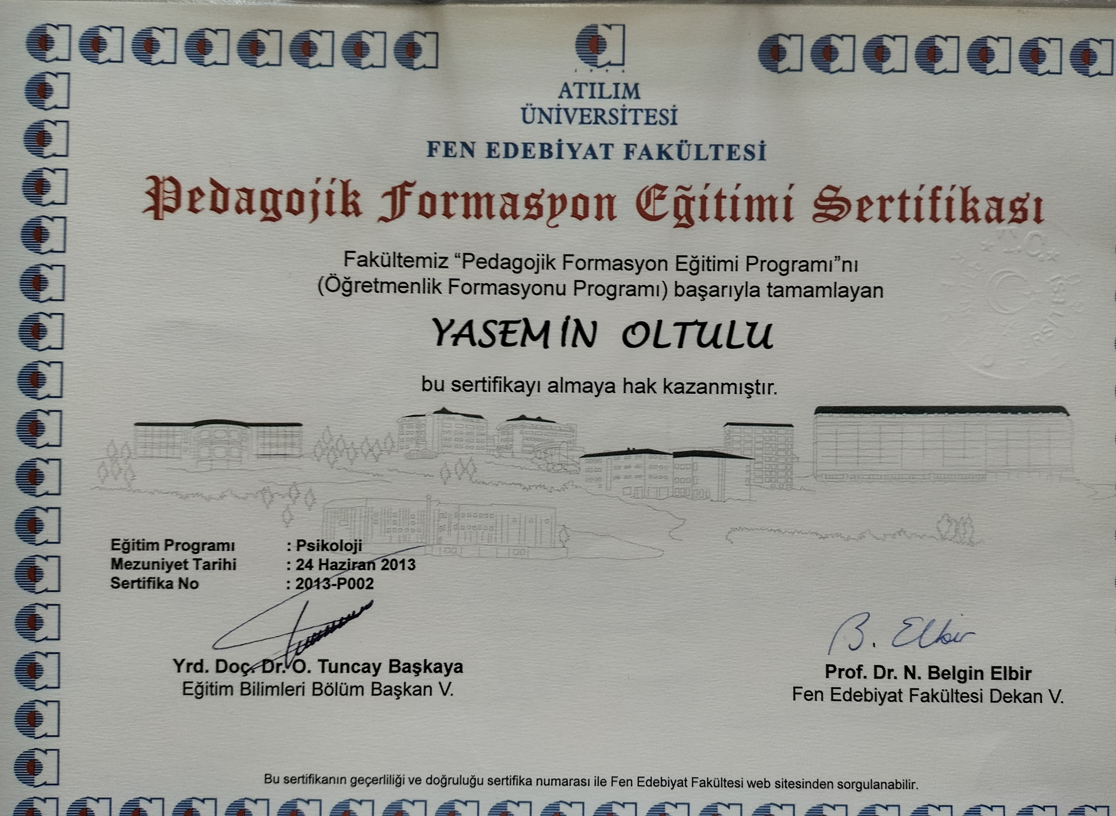 ATILIM
ÜNİVERSİTESİ
FEN EDEBİYAT FAKÜLTESİ
Pedagojik Formasyon Eğitimi Sertifikası
Fakültemiz “Pedagojik Formasyon Eğitimi Programı”nı
(Öğretmenlik Formasyonu Programı) başarıyla tamamlayan
YASEMİN OLTULU
bu sertifikayı almaya hak kazanmıştır.
Eğitim Programı : Psikoloji
Mezuniyet Tarihi : 24 Haziran 2013
Sertifika No : 2013-P002
B. Elbir
Yrd. Doç. Dr. O. Tuncay Başkaya
Eğitim Bilimleri Bölüm Başkan V.
Prof. Dr. N. Belgin Elbir
Fen Edebiyat Fakültesi Dekan V.
Bu sertifikanın geçerliliği ve doğruluğu sertifika numarası ile Fen Edebiyat Fakültesi web sitesinden sorgulanabilir.
T.C.